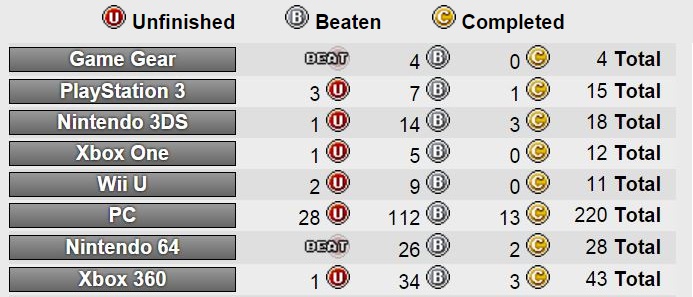 U Unfinished B Beaten C Completed
Game Gear BEAT 4 B 0 C 4 Total
PlayStation 3 3 U 7 B 1 C 15 Total
Nintendo 3DS 1 U 14 B 3 C 18 Total
Xbox One 1 U 5 B 0 C 12 Total
Wii U 2 U 9 B 0 C 11 Total
PC 28 U 112 B 13 C 220 Total
Nintendo 64 BEAT 26 B 2 C 28 Total
Xbox 360 1 U 34 B 3 C 43 Total